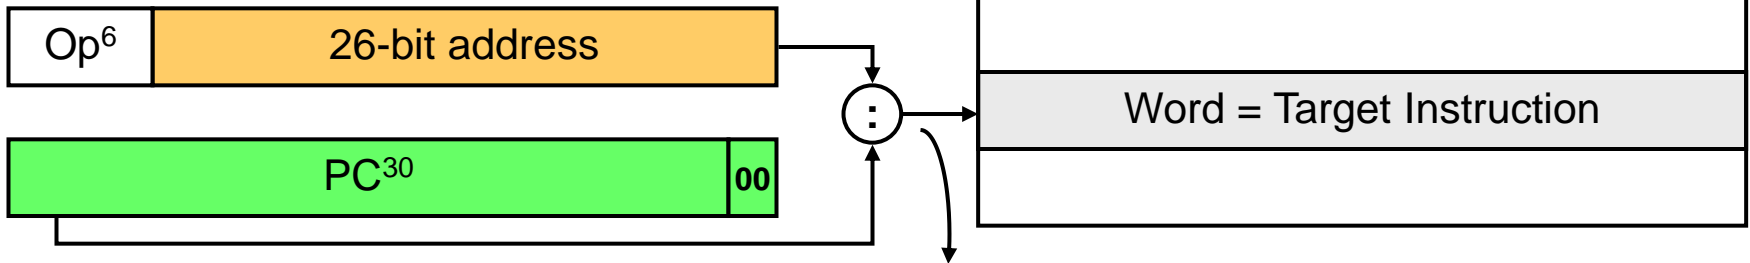 Op⁶ 26-bit address
:
Word = Target Instruction
PC³⁰ 00